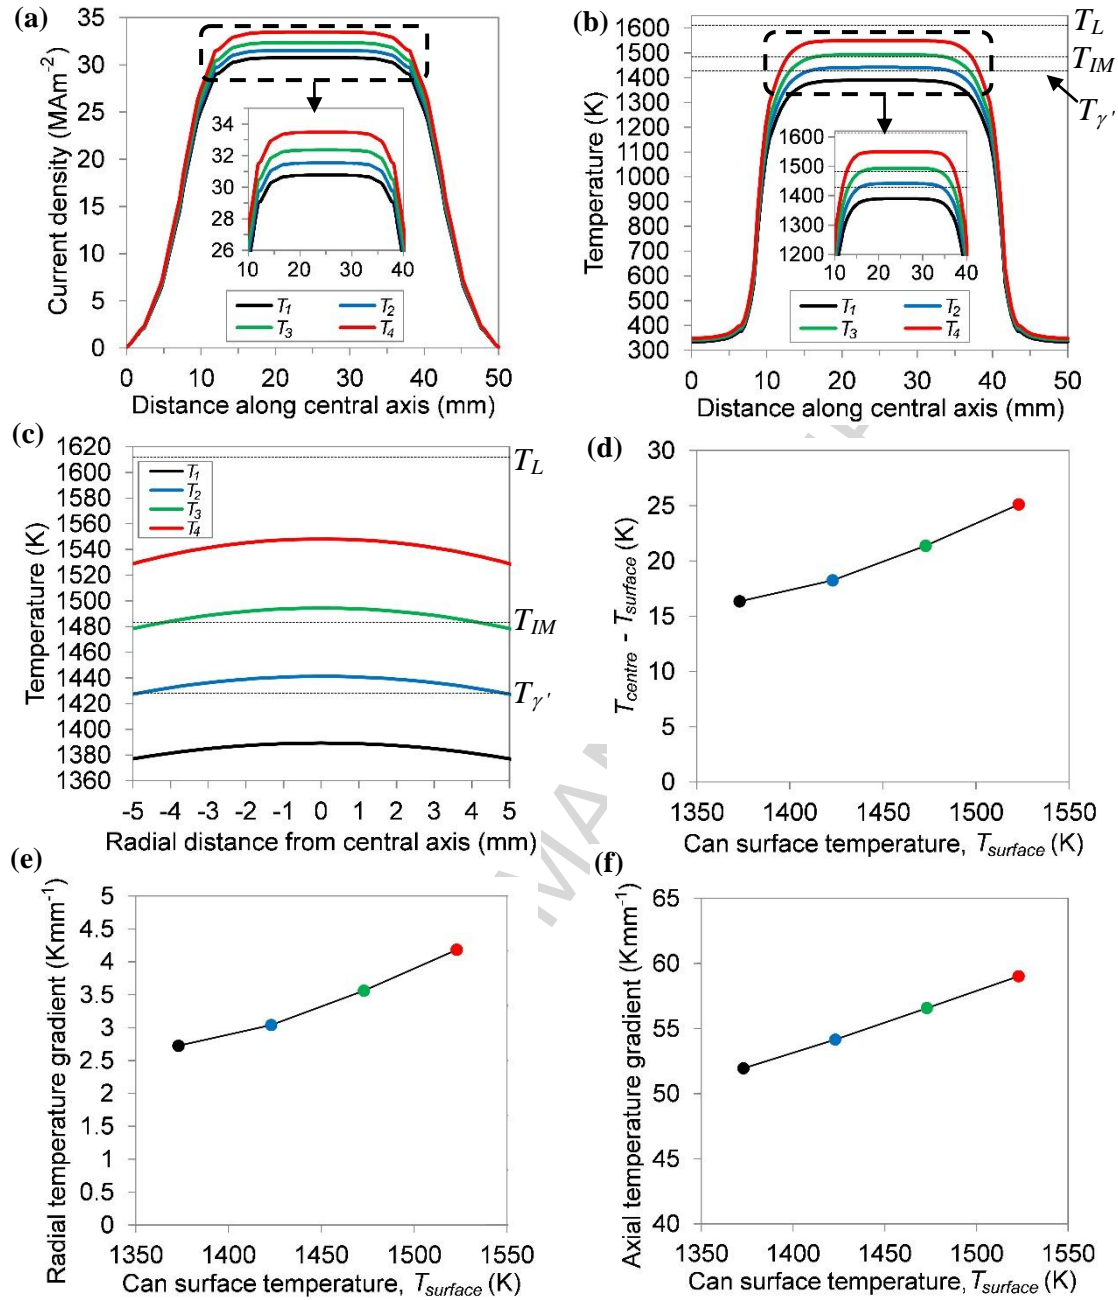 (a)
35
30
25
20
15
10
5
0
Current density (MAm-2)
34
32
30
28
26
10 20 30 40
T1 T2
T3 T4
0 10 20 30 40 50
Distance along central axis (mm)
(b)
1600
1500
1400
1300
1200
1100
1000
900
800
700
600
500
400
300
Temperature (K)
TL
TIM
Tγ'
1600
1500
1400
1300
1200
10 20 30 40
T1 T2
T3 T4
0 10 20 30 40 50
Distance along central axis (mm)
(c)
1620
1600
1580
1560
1540
1520
1500
1480
1460
1440
1420
1400
1380
1360
Temperature (K)
T1
T2
T3
T4
TL
TIM
Tγ'
-5 -4 -3 -2 -1 0 1 2 3 4 5
Radial distance from central axis (mm)
(d)
30
25
20
15
10
5
0
Tcentre - Tsurface (K)
1350 1400 1450 1500 1550
Can surface temperature, Tsurface (K)
(e)
5
4.5
4
3.5
3
2.5
2
1.5
1
0.5
0
Radial temperature gradient (Kmm-1)
1350 1400 1450 1500 1550
Can surface temperature, Tsurface (K)
(f)
65
60
55
50
45
40
Axial temperature gradient (Kmm-1)
1350 1400 1450 1500 1550
Can surface temperature, Tsurface (K)
MA